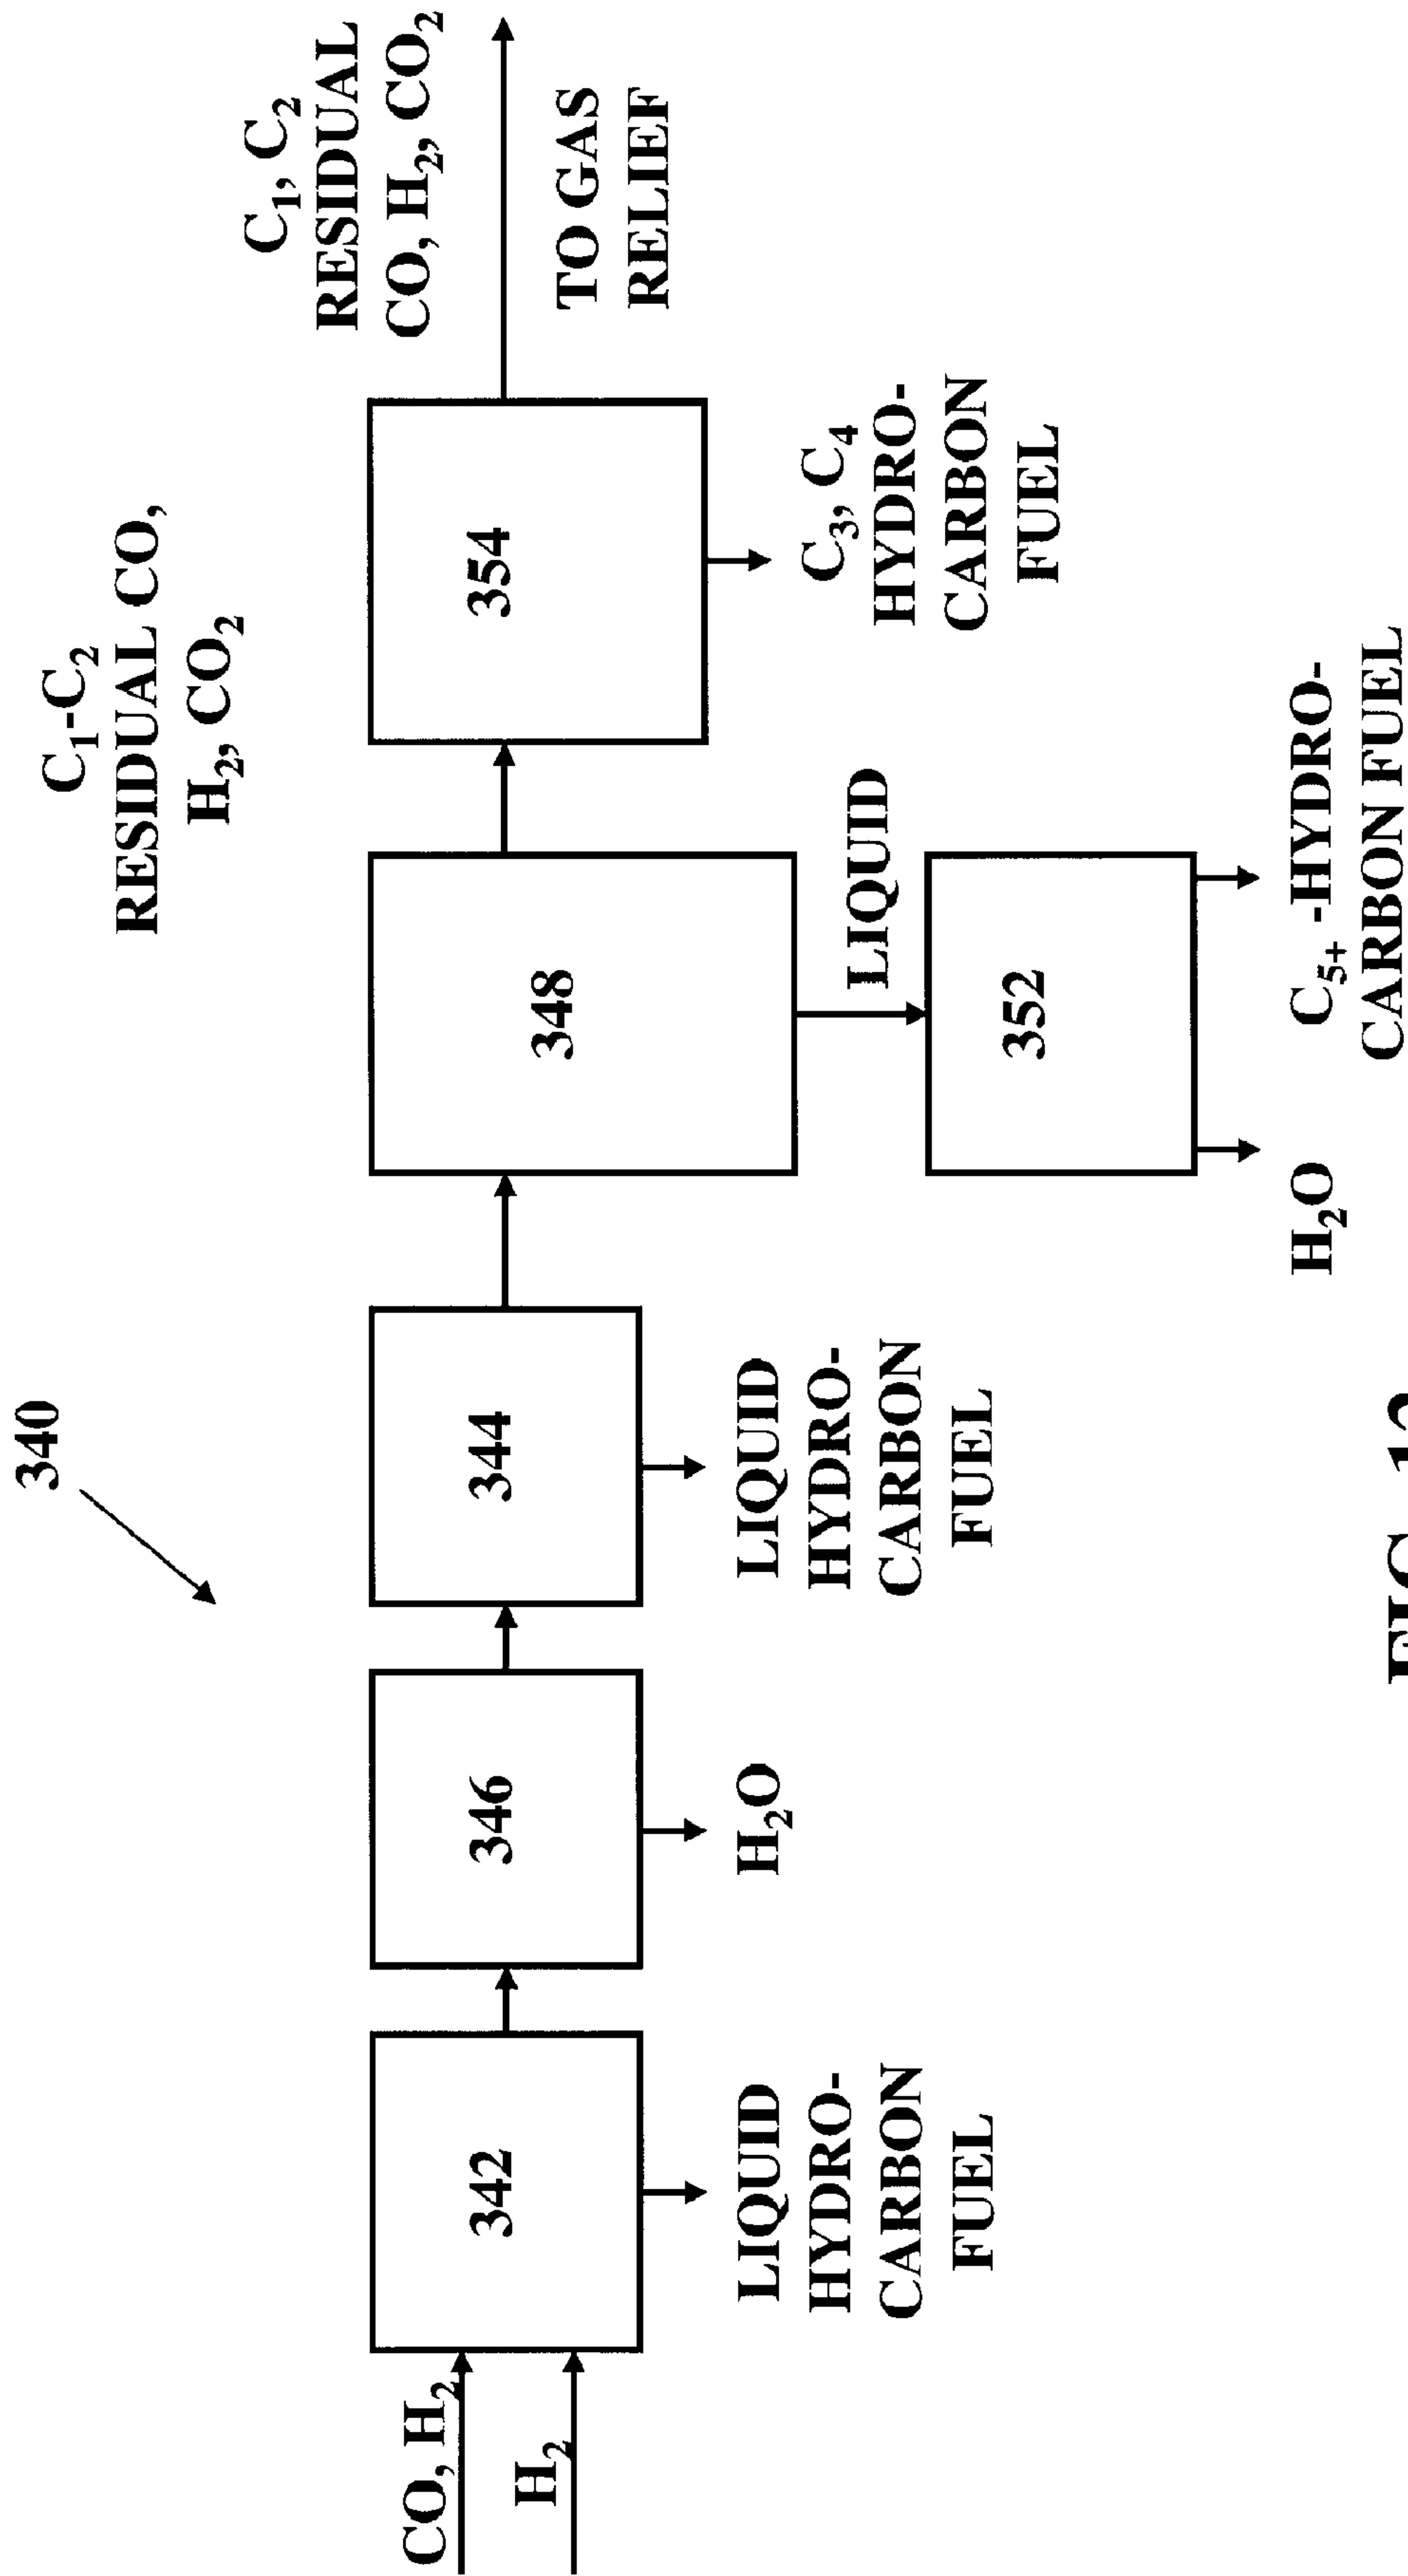 340
CO, H₂
H₂
342
LIQUID
HYDRO-
CARBON
FUEL
346
H₂O
344
LIQUID
HYDRO-
CARBON
FUEL
348
LIQUID
352
H₂O
C₅₊ -HYDRO-
CARBON FUEL
C₁-C₂
RESIDUAL CO,
H₂, CO₂
354
C₃, C₄
HYDRO-
CARBON
FUEL
C₁, C₂
RESIDUAL
CO, H₂, CO₂
TO GAS
RELIEF